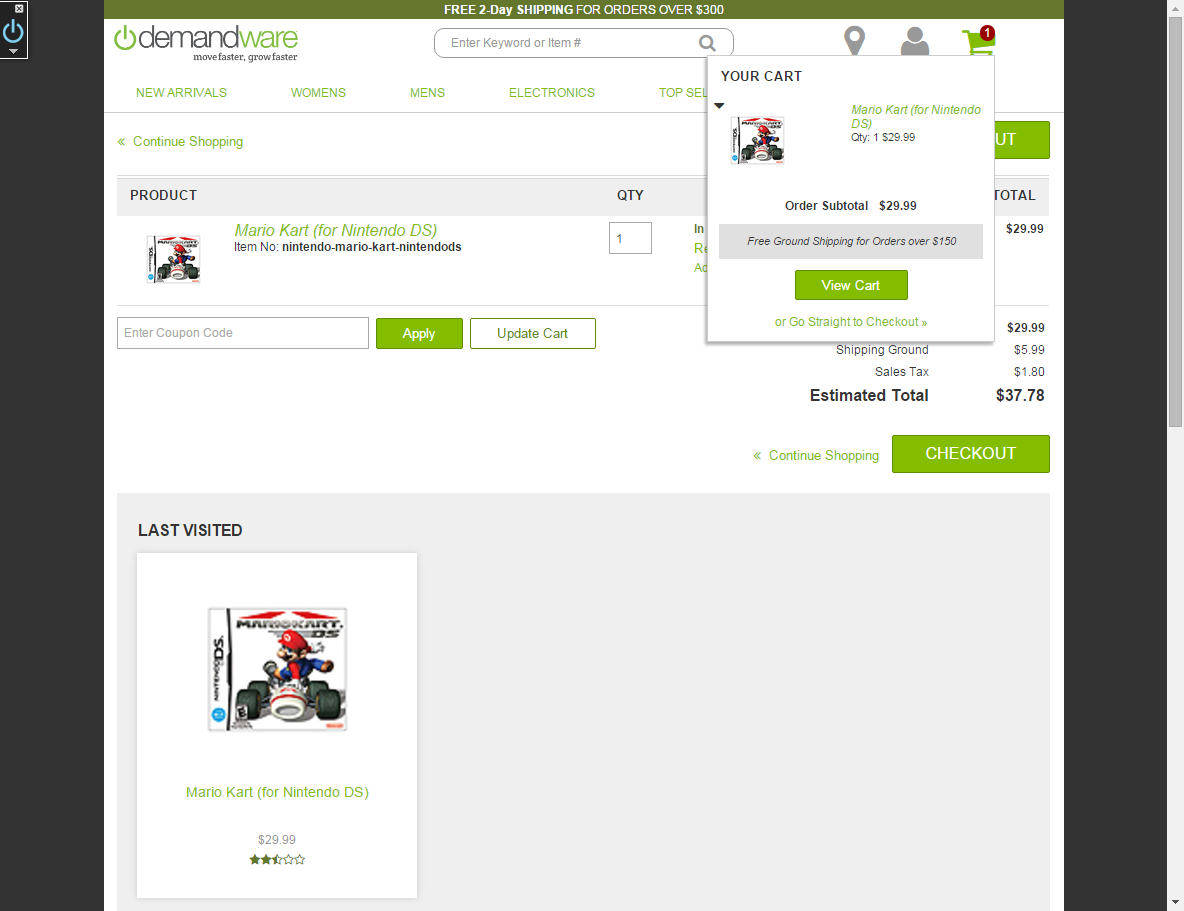 FREE 2-Day SHIPPING FOR ORDERS OVER $300
demandware
move faster, grow faster
Enter Keyword or Item #
1
NEW ARRIVALS WOMENS MENS ELECTRONICS TOP SEL
YOUR CART
Mario Kart (for Nintendo
DS)
Qty: 1 $29.99
Order Subtotal $29.99
Free Ground Shipping for Orders over $150
View Cart
or Go Straight to Checkout »
« Continue Shopping
UT
PRODUCT QTY TOTAL
Mario Kart (for Nintendo DS)
Item No: nintendo-mario-kart-nintendods
1
In
Re
Ad
$29.99
Enter Coupon Code Apply Update Cart
$29.99
Shipping Ground $5.99
Sales Tax $1.80
Estimated Total $37.78
« Continue Shopping CHECKOUT
LAST VISITED
MARIOKART
DS
NINTENDO DS
E
Mario Kart (for Nintendo DS)
$29.99